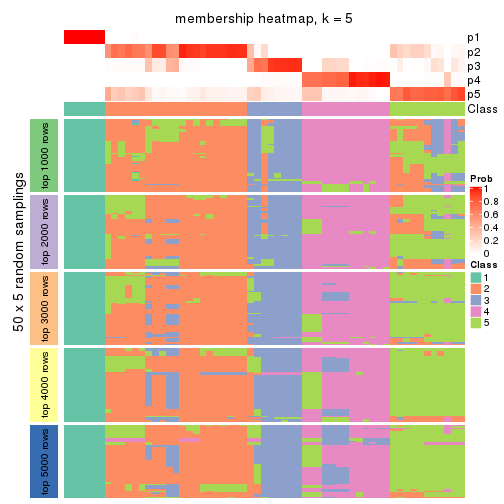 membership heatmap, k = 5
p1
p2
p3
p4
p5
Class
50 x 5 random samplings
top 1000 rows
top 2000 rows
top 3000 rows
top 4000 rows
top 5000 rows
Prob
1
0.8
0.6
0.4
0.2
0
Class
1
2
3
4
5